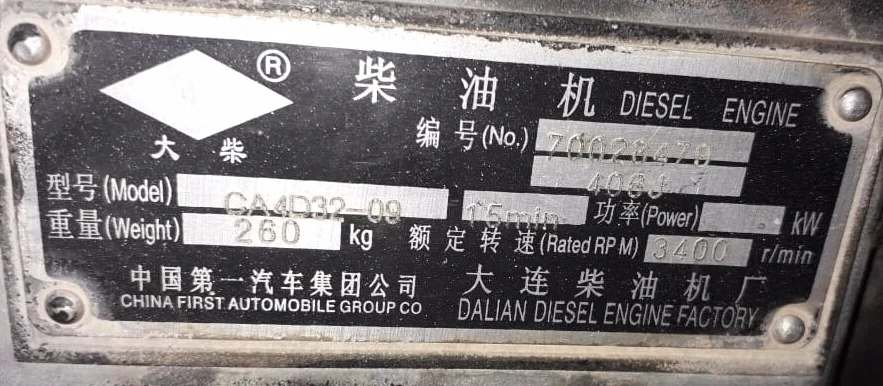 ®
柴油机 DIESEL ENGINE
大柴
编号(No.) 70028479
型号(Model) CA4D32-09 15min 功率(Power) . kW
重量(Weight) 260 kg 额定转速(Rated RPM) 3400 r/min
中国第一汽车集团公司 大连柴油机厂
CHINA FIRST AUTOMOBILE GROUP CO DALIAN DIESEL ENGINE FACTORY